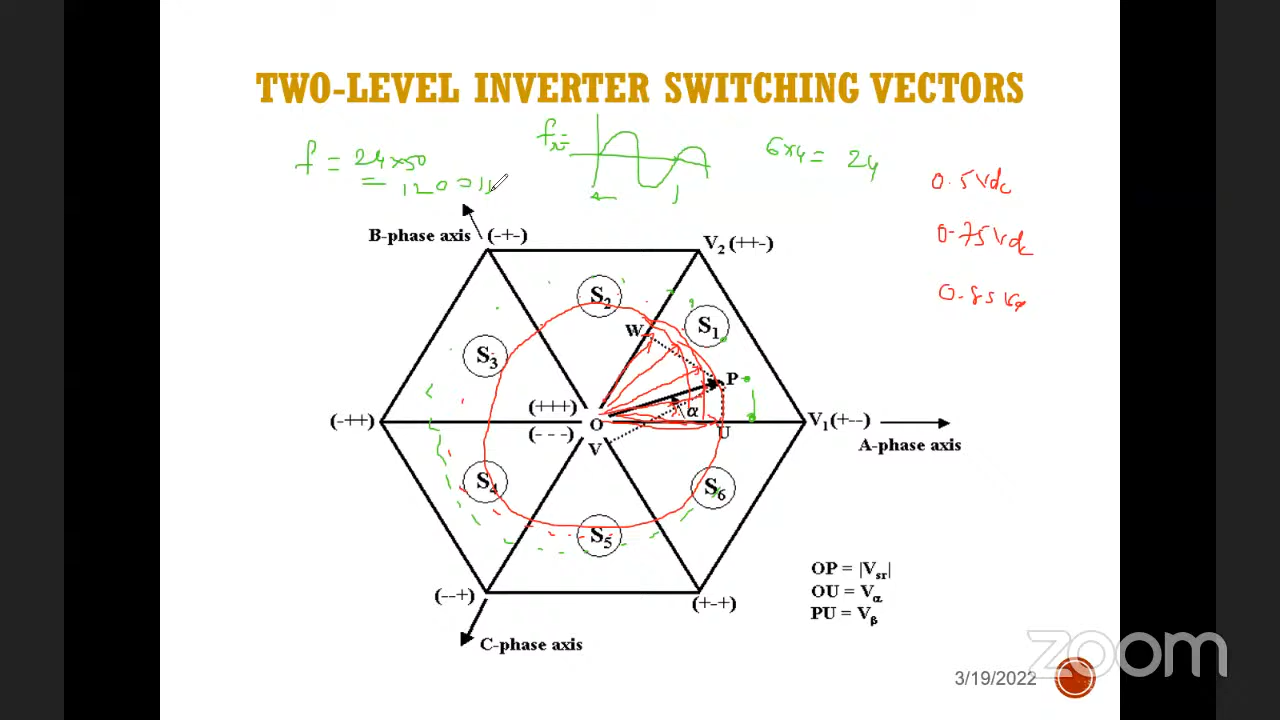 TWO-LEVEL INVERTER SWITCHING VECTORS
f = 24×50
= 1200
6×4 = 24
0.5Vdc
0.75Vdc
B-phase axis
(-+-)
V2 (++-)
S2
S1
W
S3
P
(-++)
(+++)
(- - -)
O
α
V
U
V1(+--)
A-phase axis
S4
S6
S5
(--+)
(+-+)
OP = |Vsr|
OU = Vα
PU = Vβ
C-phase axis
zoom
3/19/2022